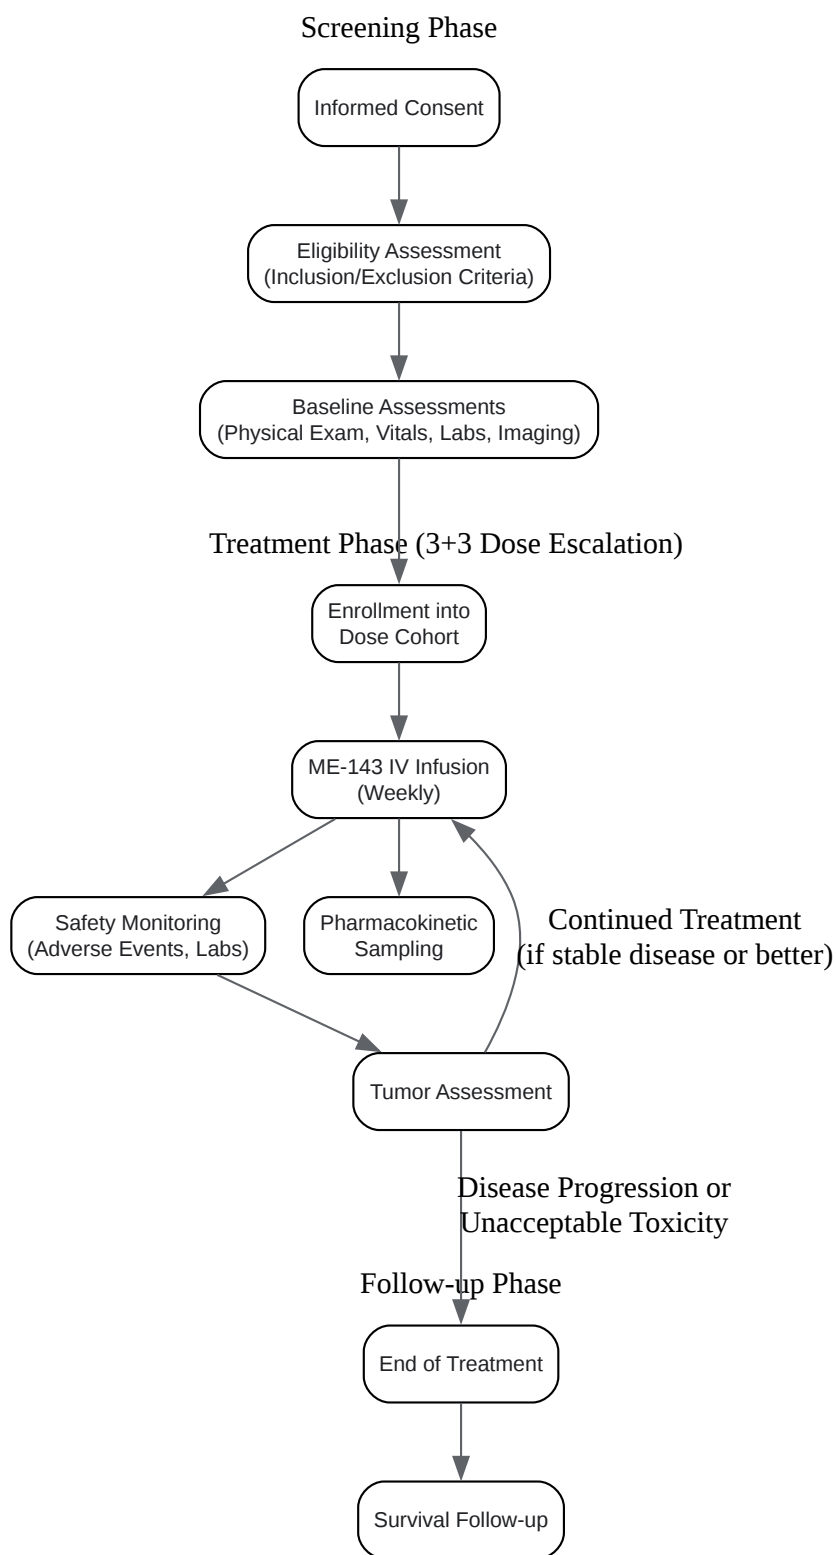 Screening Phase
Informed Consent
Eligibility Assessment
(Inclusion/Exclusion Criteria)
Baseline Assessments
(Physical Exam, Vitals, Labs, Imaging)
Treatment Phase (3+3 Dose Escalation)
Enrollment into
Dose Cohort
ME-143 IV Infusion
(Weekly)
Safety Monitoring
(Adverse Events, Labs)
Pharmacokinetic
Sampling
Continued Treatment
(if stable disease or better)
Tumor Assessment
Disease Progression or
Unacceptable Toxicity
Follow-up Phase
End of Treatment
Survival Follow-up